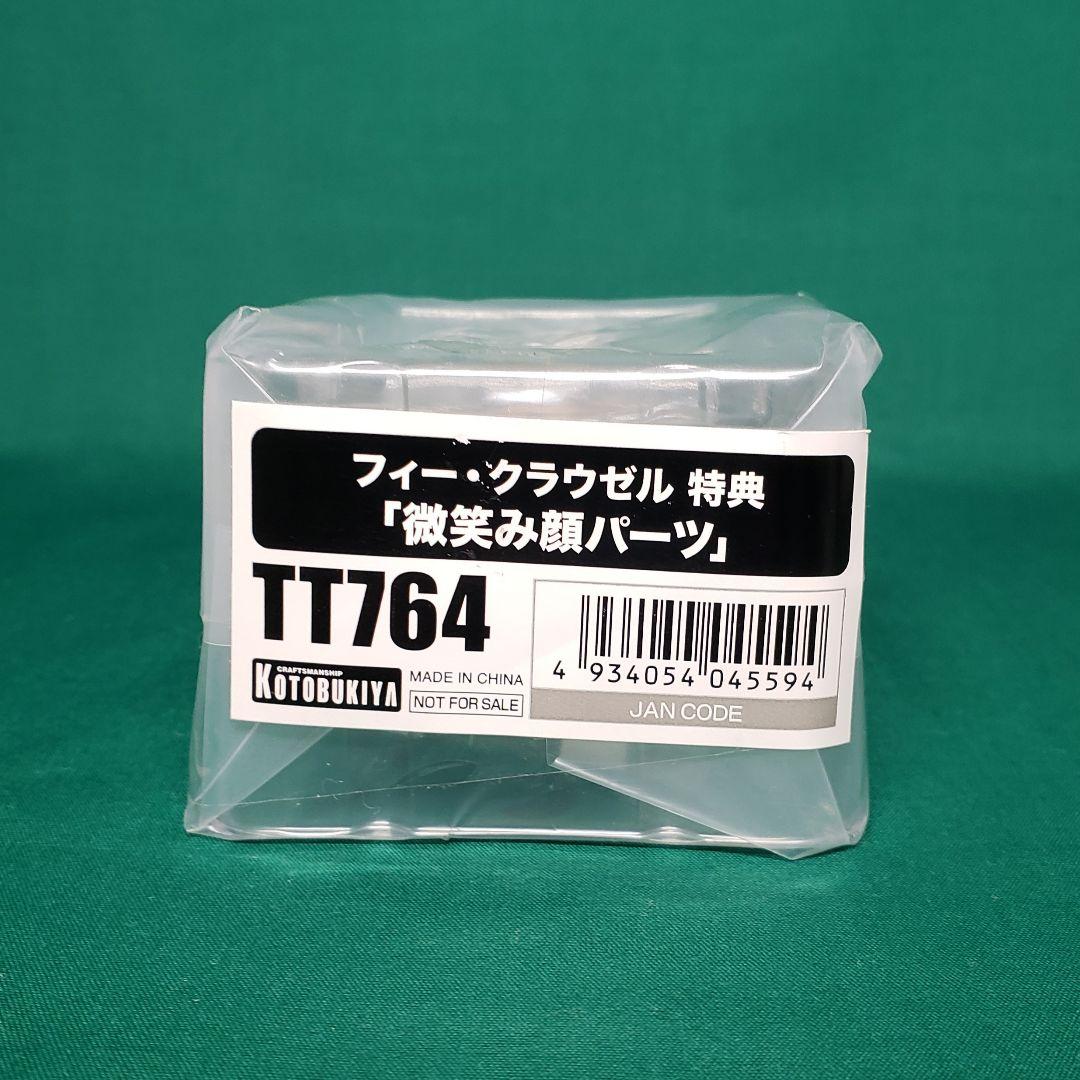 フィー・クラウゼル 特典
「微笑み顔パーツ」
TT764
CRAFTSMANSHIP
KOTOBUKIYA
MADE IN CHINA
NOT FOR SALE
4 934054 045594
JAN CODE